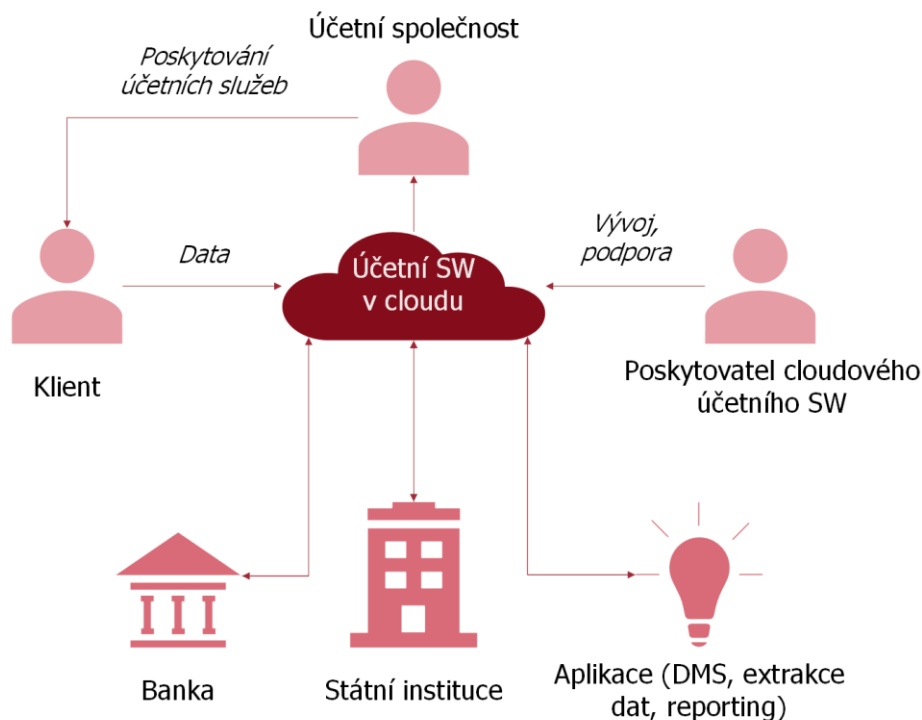 Účetní společnost
Poskytování
účetních služeb
Data
Účetní SW
v cloudu
Vývoj,
podpora
Klient
Poskytovatel cloudového
účetního SW
Banka
Státní instituce
Aplikace (DMS, extrakce
dat, reporting)